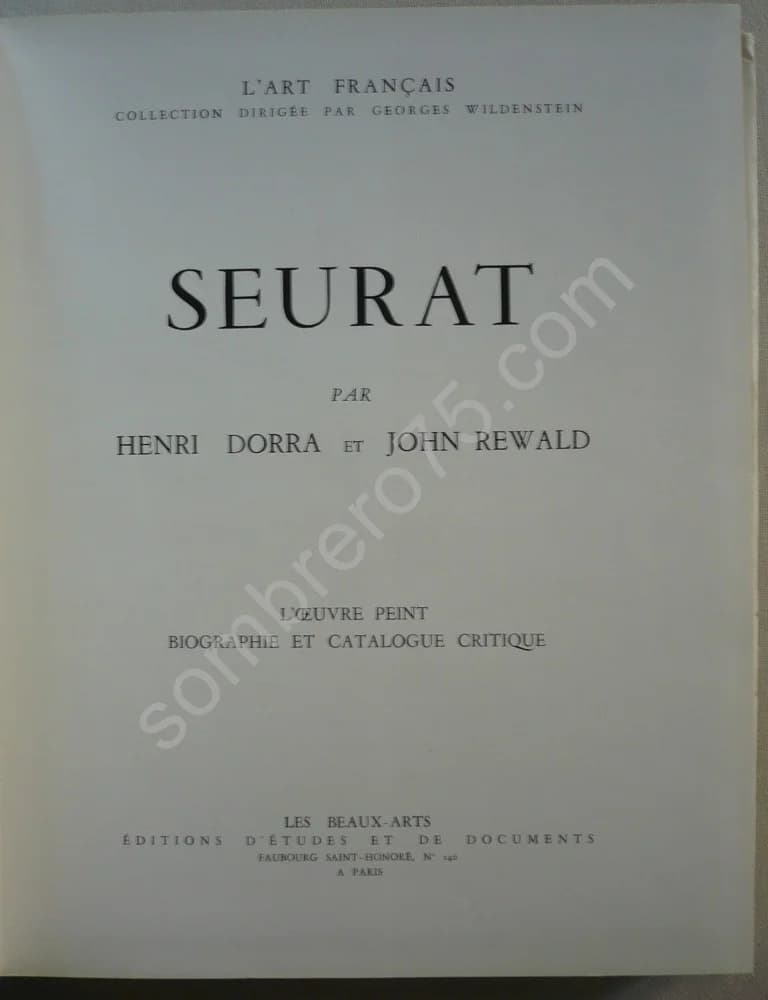 L'ART FRANÇAIS
COLLECTION DIRIGÉE PAR GEORGES WILDENSTEIN
SEURAT
PAR
HENRI DORRA ET JOHN REWALD
L'ŒUVRE PEINT
BIOGRAPHIE ET CATALOGUE CRITIQUE
LES BEAUX-ARTS
ÉDITIONS D'ÉTUDES ET DE DOCUMENTS
FAUBOURG SAINT-HONORÉ, N° 140
A PARIS
sombrero75.com